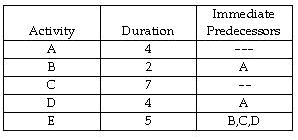 Activity Duration Immediate Predecessors
A 4 ---
B 2 A
C 7 --
D 4 A
E 5 B,C,D